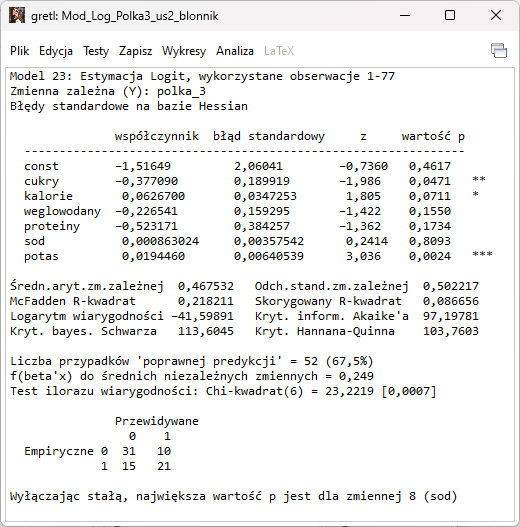 gretl: Mod_Log_Polka3_us2_blonnik
Plik Edycja Testy Zapisz Wykresy Analiza LaTeX
Model 23: Estymacja Logit, wykorzystane obserwacje 1-77
Zmienna zależna (Y): polka_3
Błędy standardowe na bazie Hessian
współczynnik błąd standardowy z wartość p
-----------------------------------------------------------------
const −1,51649 2,06041 −0,7360 0,4617
cukry −0,377090 0,189919 −1,986 0,0471 **
kalorie 0,0626700 0,0347253 1,805 0,0711 *
weglowodany −0,226541 0,159295 −1,422 0,1550
proteiny −0,523171 0,384257 −1,362 0,1734
sod 0,000863024 0,00357542 0,2414 0,8093
potas 0,0194460 0,00640539 3,036 0,0024 ***
Średn.aryt.zm.zależnej 0,467532 Odch.stand.zm.zależnej 0,502217
McFadden R-kwadrat 0,218211 Skorygowany R-kwadrat 0,086656
Logarytm wiarygodności −41,59891 Kryt. inform. Akaike'a 97,19781
Kryt. bayes. Schwarza 113,6045 Kryt. Hannana-Quinna 103,7603
Liczba przypadków 'poprawnej predykcji' = 52 (67,5%)
f(beta'x) do średnich niezależnych zmiennych = 0,249
Test ilorazu wiarygodności: Chi-kwadrat(6) = 23,2219 [0,0007]
Przewidywane
0 1
Empiryczne 0 31 10
1 15 21
Wyłączając stałą, największa wartość p jest dla zmiennej 8 (sod)